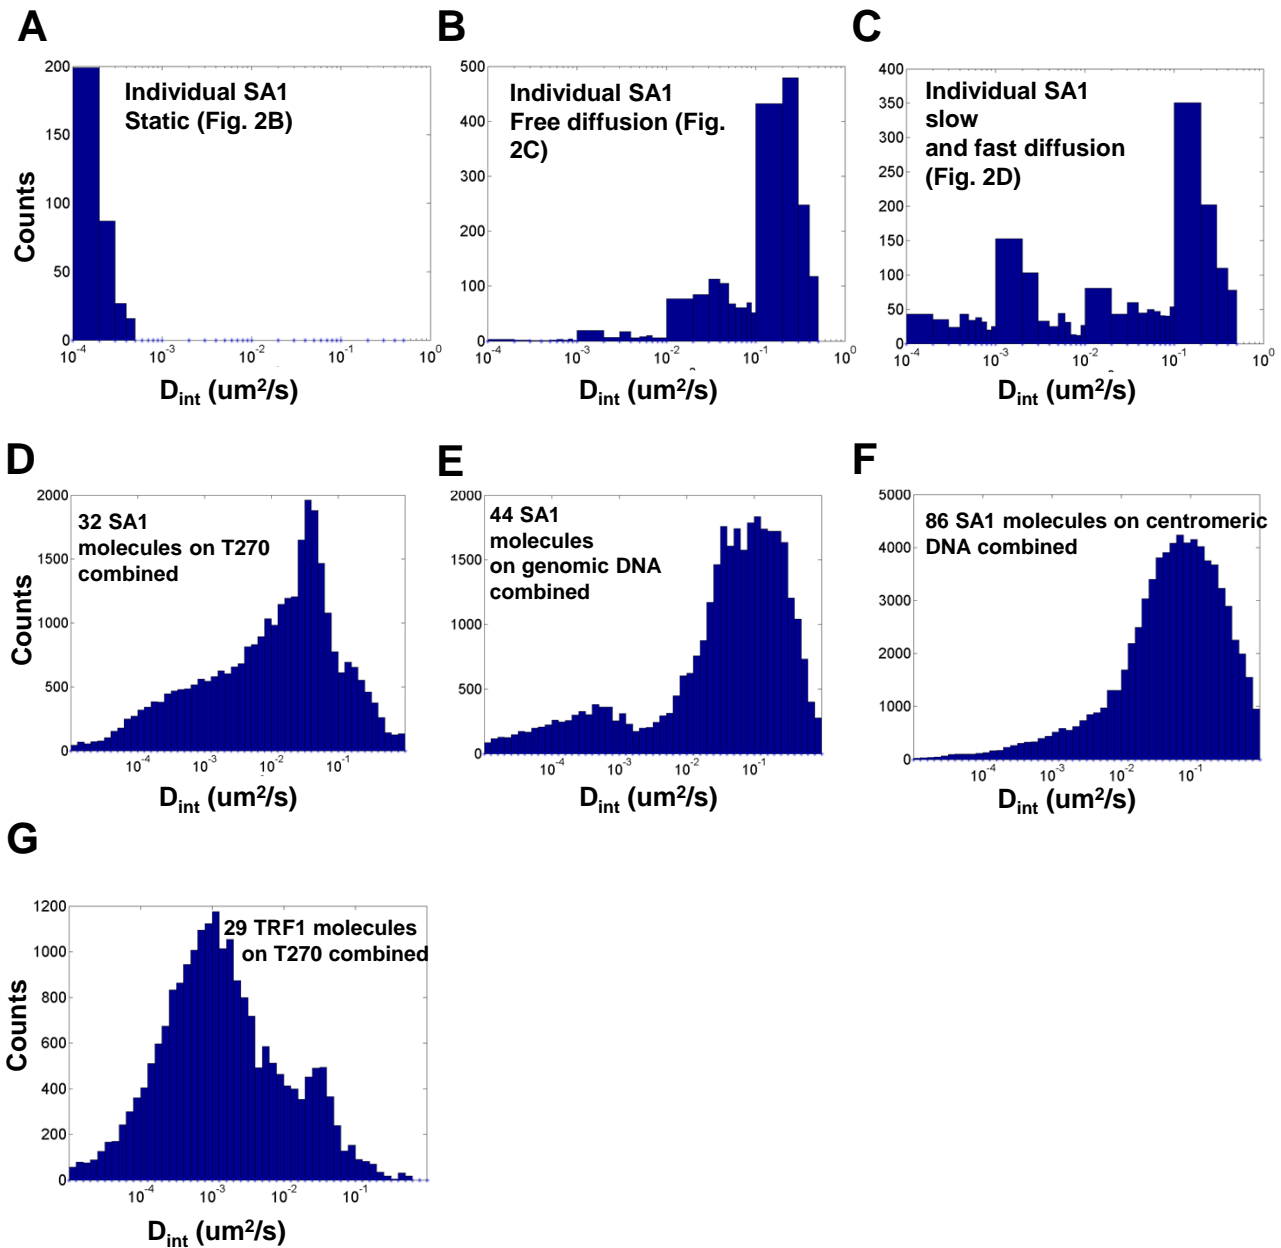 A
B
C
200
150
100
50
0
Counts
Individual SA1
Static (Fig. 2B)
10-4
10-3
10-2
10-1
100
Dint (um2/s)
500
400
300
200
100
0
Individual SA1
Free diffusion (Fig.
2C)
10-4
10-3
10-2
10-1
100
Dint (um2/s)
400
350
300
250
200
150
100
50
0
Individual SA1
slow
and fast diffusion
(Fig. 2D)
10-4
10-3
10-2
10-1
100
Dint (um2/s)
D
E
F
2000
1500
1000
500
0
Counts
32 SA1
molecules on T270
combined
10-4
10-3
10-2
10-1
Dint (um2/s)
2000
1500
1000
500
0
44 SA1
molecules
on genomic DNA
combined
10-4
10-3
10-2
10-1
Dint (um2/s)
5000
4000
3000
2000
1000
0
86 SA1 molecules on centromeric
DNA combined
10-4
10-3
10-2
10-1
Dint (um2/s)
G
1200
1000
800
600
400
200
0
Counts
29 TRF1 molecules
on T270 combined
10-4
10-3
10-2
10-1
Dint (um2/s)